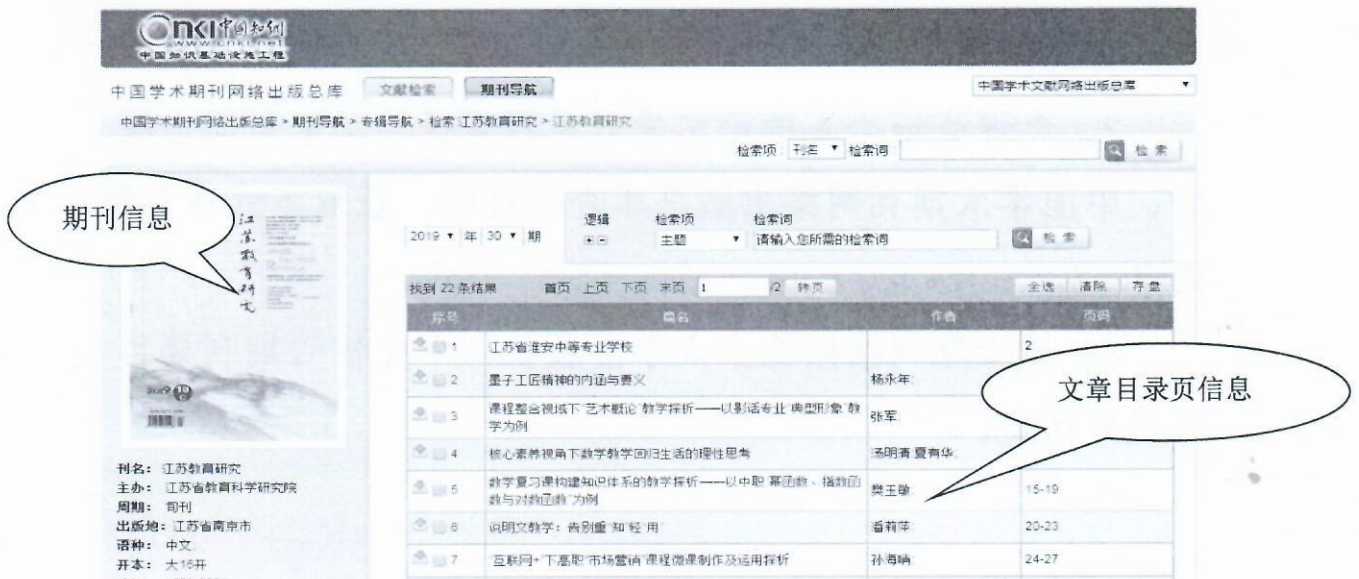 cnki 中国知网
www.cnki.net
中国知识基础设施工程
中国学术期刊网络出版总库 文献检索 期刊导航 中国学术文献网络出版总库
中国学术期刊网络出版总库 > 期刊导航 > 专辑导航 > 检索 江苏教育研究 > 江苏教育研究
检索项: 刊名 检索词: 检索
期刊信息
江苏教育研究
2019
2019 年 30 期
逻辑 检索项 检索词
主题 请输入您所需的检索词 检索
找到 22 条结果 首页 上页 下页 末页 1 /2 转页 全选 清除 存盘
序号 篇名 作者 页码
1 江苏省淮安中等专业学校 2
2 墨子工匠精神的内涵与要义 杨永年;
3 课程整合视域下"艺术概论"教学探析——以影话专业"典型形象"教
学为例 张军;
4 核心素养视角下数学教学回归生活的理性思考 汤明清 夏有华;
5 数学复习课构建知识体系的教学探析——以中职"幂函数、指数函
数与对数函数"为例 樊玉敏; 15-19
6 说明文教学：告别重"知"轻"用" 潘莉萍; 20-23
7 "互联网+"下高职"市场营销"课程微课制作及运用探析 孙海晴; 24-27
文章目录页信息
刊名： 江苏教育研究
主办： 江苏省教育科学研究院
周期： 旬刊
出版地：江苏省南京市
语种： 中文
开本： 大16开